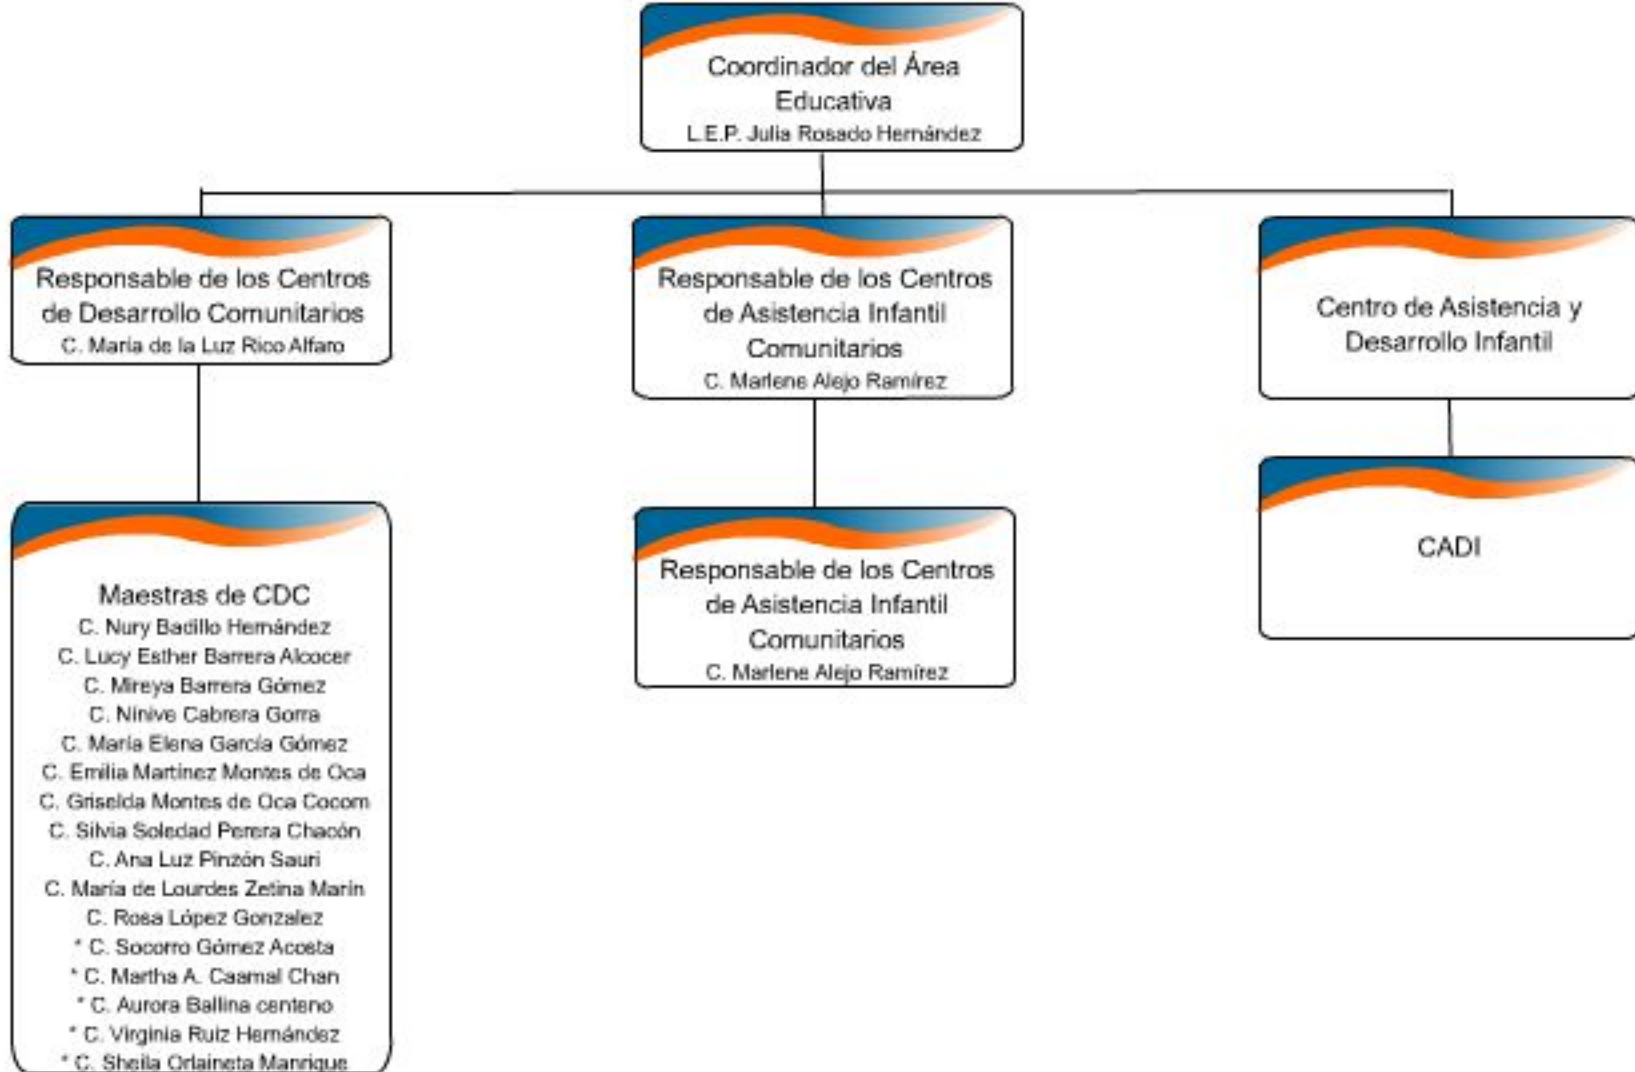 Coordinador del Área
Educativa
L.E.P. Julia Rosado Hernández
Responsable de los Centros
de Desarrollo Comunitarios
C. María de la Luz Rico Alfaro
Responsable de los Centros
de Asistencia Infantil
Comunitarios
C. Marlene Alejo Ramírez
Centro de Asistencia y
Desarrollo Infantil
Maestras de CDC
C. Nury Badillo Hernández
C. Lucy Esther Barrera Alcocer
C. Mireya Barrera Gómez
C. Nínive Cabrera Gorra
C. María Elena García Gómez
C. Emilia Martínez Montes de Oca
C. Griselda Montes de Oca Cocom
C. Silvia Soledad Perera Chacón
C. Ana Luz Pinzón Sauri
C. María de Lourdes Zetina Marín
C. Rosa López Gonzalez
* C. Socorro Gómez Acosta
* C. Martha A. Caamal Chan
* C. Aurora Ballina centeno
* C. Virginia Ruiz Hernández
* C. Sheila Orlaineta Manrique
Responsable de los Centros
de Asistencia Infantil
Comunitarios
C. Marlene Alejo Ramírez
CADI